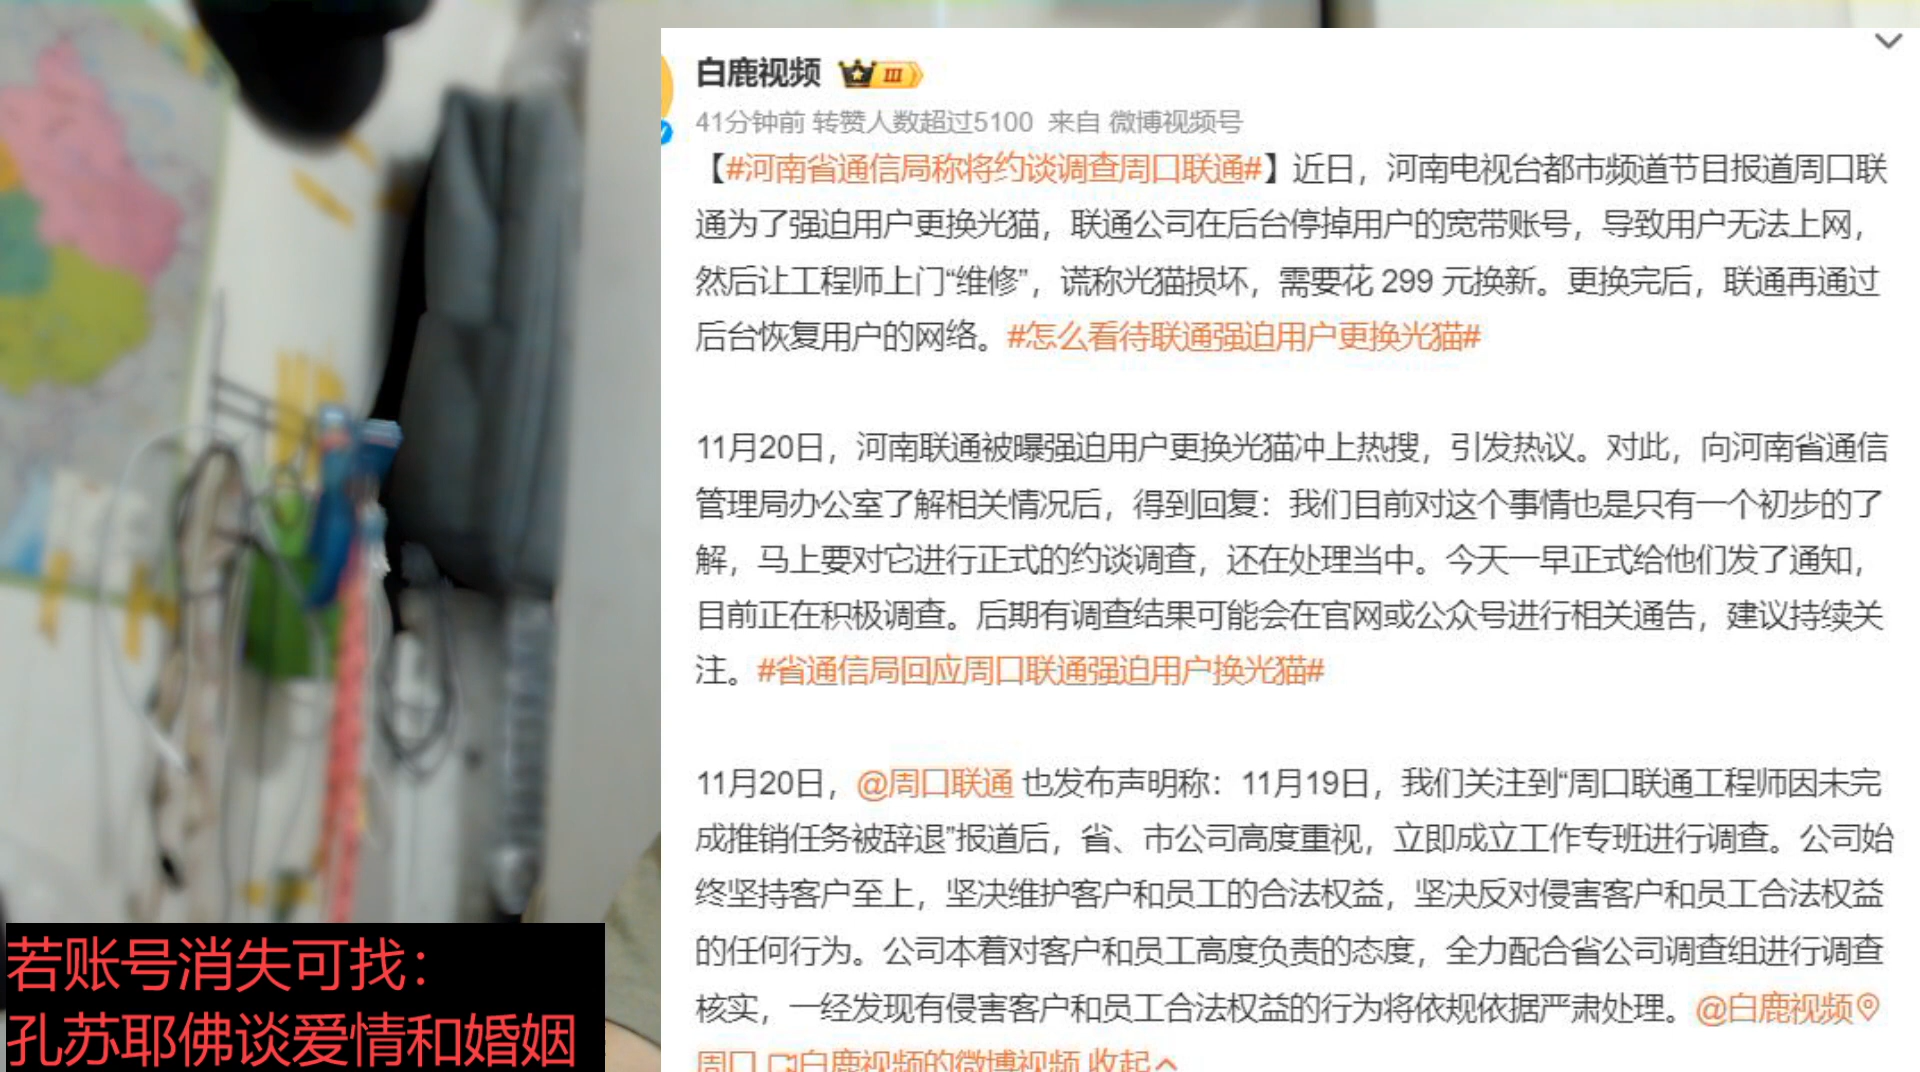 白鹿视频 III
41分钟前 转赞人数超过5100 来自 微博视频号
【#河南省通信局称将约谈调查周口联通#】近日，河南电视台都市频道节目报道周口联
通为了强迫用户更换光猫，联通公司在后台停掉用户的宽带账号，导致用户无法上网，
然后让工程师上门“维修”，谎称光猫损坏，需要花 299 元换新。更换完后，联通再通过
后台恢复用户的网络。#怎么看待联通强迫用户更换光猫#
11月20日，河南联通被曝强迫用户更换光猫冲上热搜，引发热议。对此，向河南省通信
管理局办公室了解相关情况后，得到回复：我们目前对这个事情也是只有一个初步的了
解，马上要对它进行正式的约谈调查，还在处理当中。今天一早正式给他们发了通知，
目前正在积极调查。后期有调查结果可能会在官网或公众号进行相关通告，建议持续关
注。#省通信局回应周口联通强迫用户换光猫#
11月20日，@周口联通 也发布声明称：11月19日，我们关注到“周口联通工程师因未完
成推销任务被辞退”报道后，省、市公司高度重视，立即成立工作专班进行调查。公司始
终坚持客户至上，坚决维护客户和员工的合法权益，坚决反对侵害客户和员工合法权益
的任何行为。公司本着对客户和员工高度负责的态度，全力配合省公司调查组进行调查
核实，一经发现有侵害客户和员工合法权益的行为将依规依据严肃处理。@白鹿视频
周口 白鹿视频的微博视频 收起
若账号消失可找：
孔苏耶佛谈爱情和婚姻